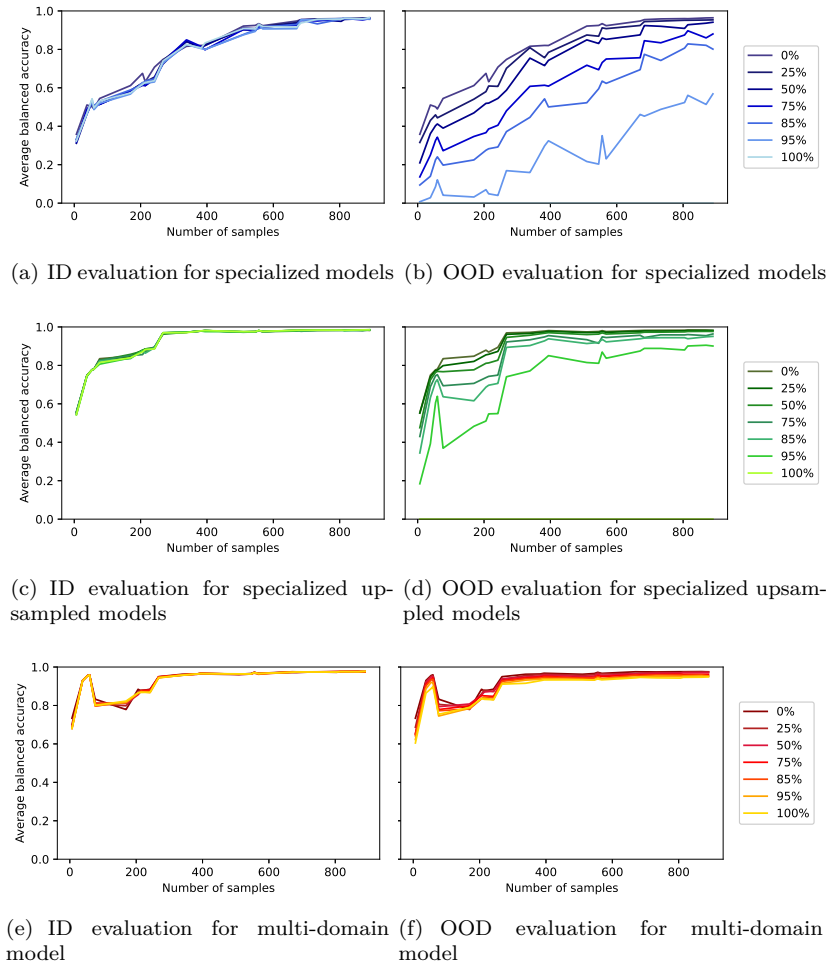 1.0
0.8
0.6
0.4
0.2
0.0
Average balanced accuracy
0 200 400 600 800
Number of samples
0 200 400 600 800
Number of samples
0%
25%
50%
75%
85%
95%
100%
(a) ID evaluation for specialized models
(b) OOD evaluation for specialized models
1.0
0.8
0.6
0.4
0.2
0.0
Average balanced accuracy
0 200 400 600 800
Number of samples
0 200 400 600 800
Number of samples
0%
25%
50%
75%
85%
95%
100%
(c) ID evaluation for specialized up-
sampled models
(d) OOD evaluation for specialized upsam-
pled models
1.0
0.8
0.6
0.4
0.2
0.0
Average balanced accuracy
0 200 400 600 800
Number of samples
0 200 400 600 800
Number of samples
0%
25%
50%
75%
85%
95%
100%
(e) ID evaluation for multi-domain
model
(f) OOD evaluation for multi-domain
model